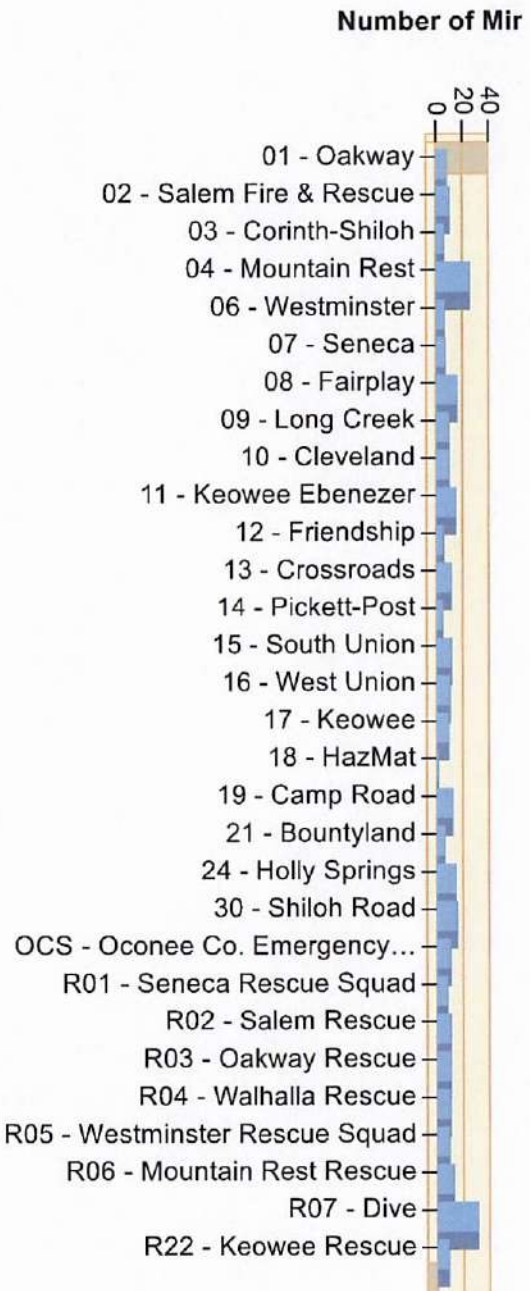 Number of Mir
0 20 40
01 - Oakway
02 - Salem Fire & Rescue
03 - Corinth-Shiloh
04 - Mountain Rest
06 - Westminster
07 - Seneca
08 - Fairplay
09 - Long Creek
10 - Cleveland
11 - Keowee Ebenezer
12 - Friendship
13 - Crossroads
14 - Pickett-Post
15 - South Union
16 - West Union
17 - Keowee
18 - HazMat
19 - Camp Road
21 - Bountyland
24 - Holly Springs
30 - Shiloh Road
OCS - Oconee Co. Emergency...
R01 - Seneca Rescue Squad
R02 - Salem Rescue
R03 - Oakway Rescue
R04 - Walhalla Rescue
R05 - Westminster Rescue Squad
R06 - Mountain Rest Rescue
R07 - Dive
R22 - Keowee Rescue